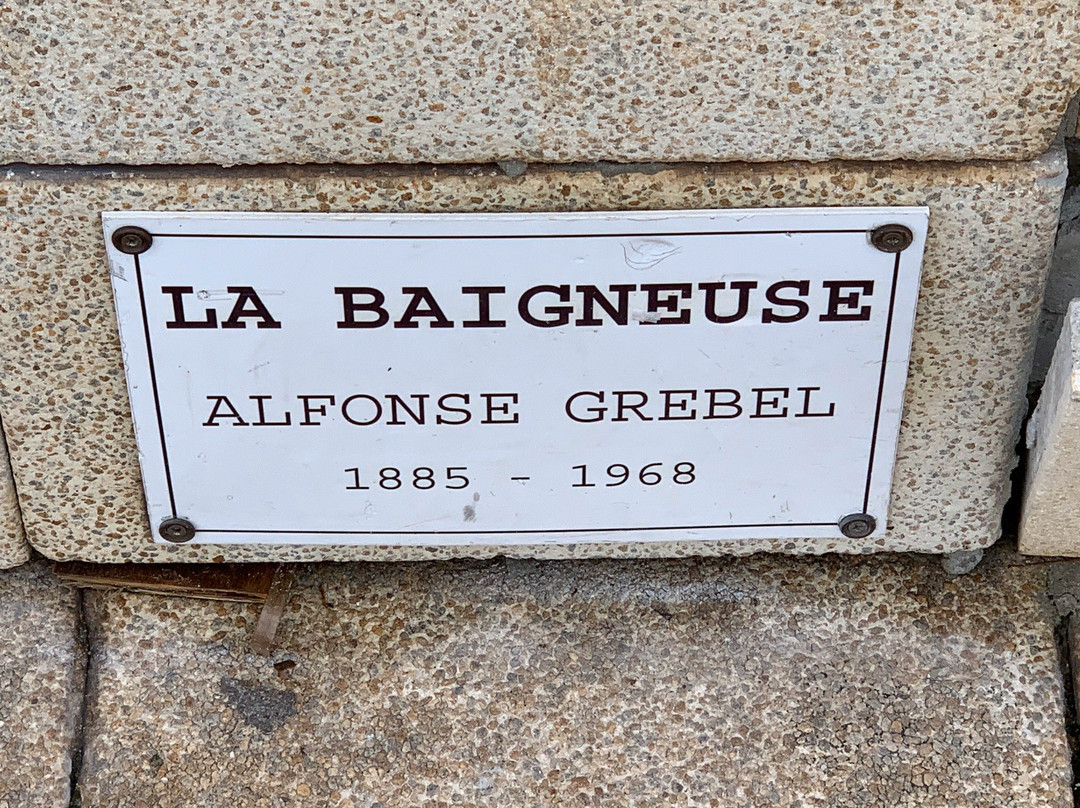 LA BAIGNEUSE
ALFONSE GREBEL
1885 - 1968